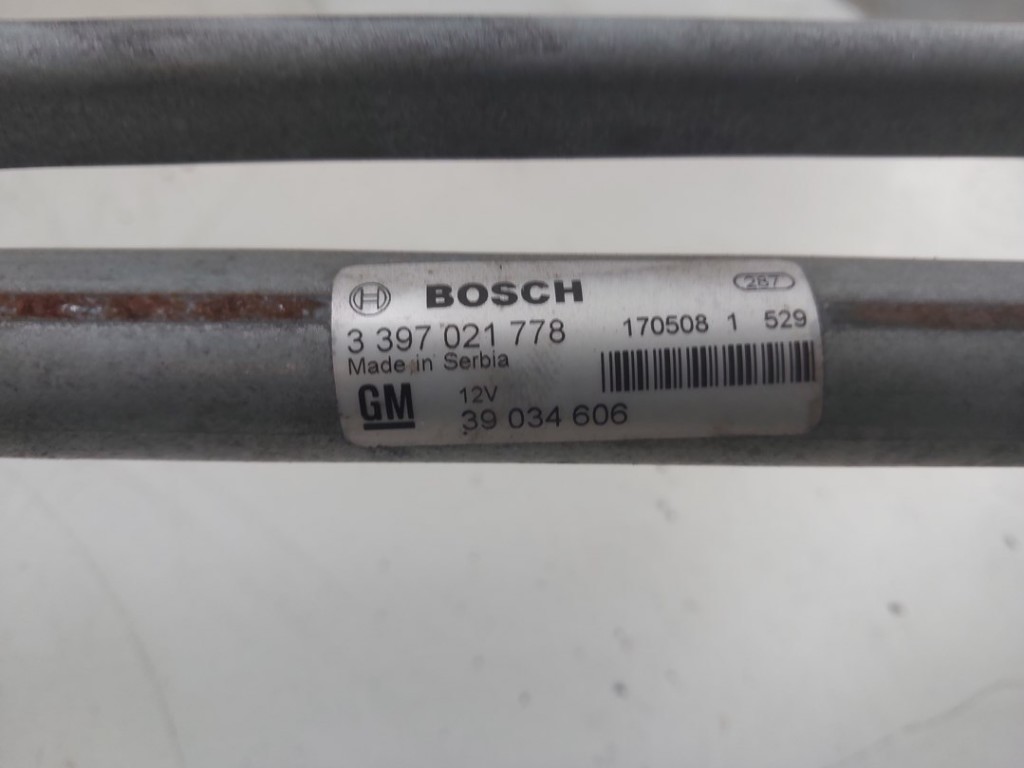 BOSCH 287
3 397 021 778 170508 1 529
Made in Serbia
GM 12V
39 034 606